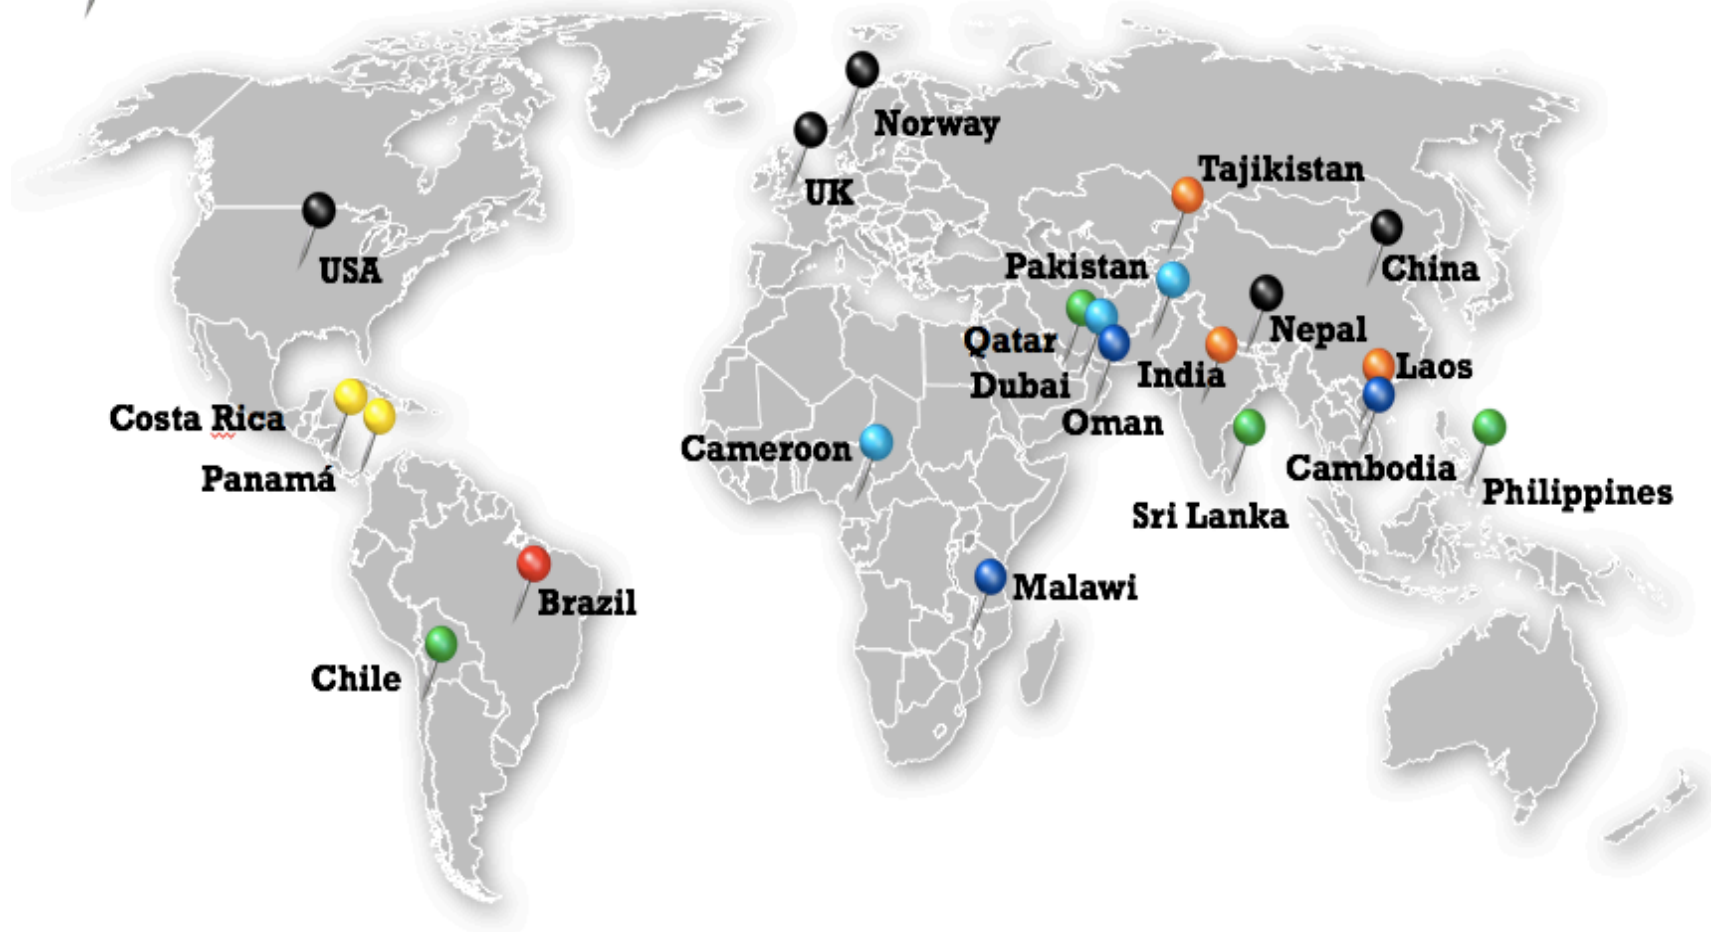 Norway
Tajikistan
UK
USA
Pakistan
China
Nepal
Qatar
Laos
India
Dubai
Costa Rica
Oman
Cameroon
Cambodia
Panamá
Philippines
Sri Lanka
Malawi
Brazil
Chile